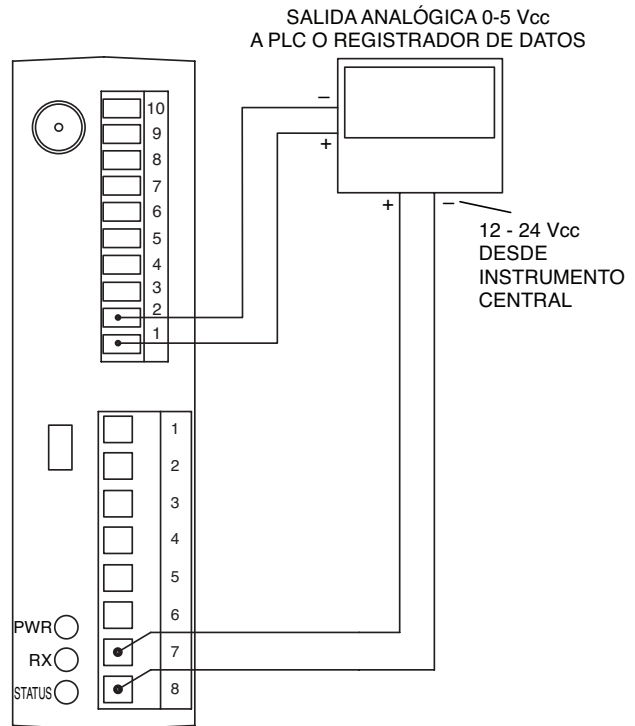 SALIDA ANALÓGICA 0-5 Vcc
A PLC O REGISTRADOR DE DATOS
10
9
8
7
6
5
4
3
2
1
–
+
+
–
12 - 24 Vcc
DESDE
INSTRUMENTO
CENTRAL
1
2
3
4
5
6
7
8
PWR
RX
STATUS